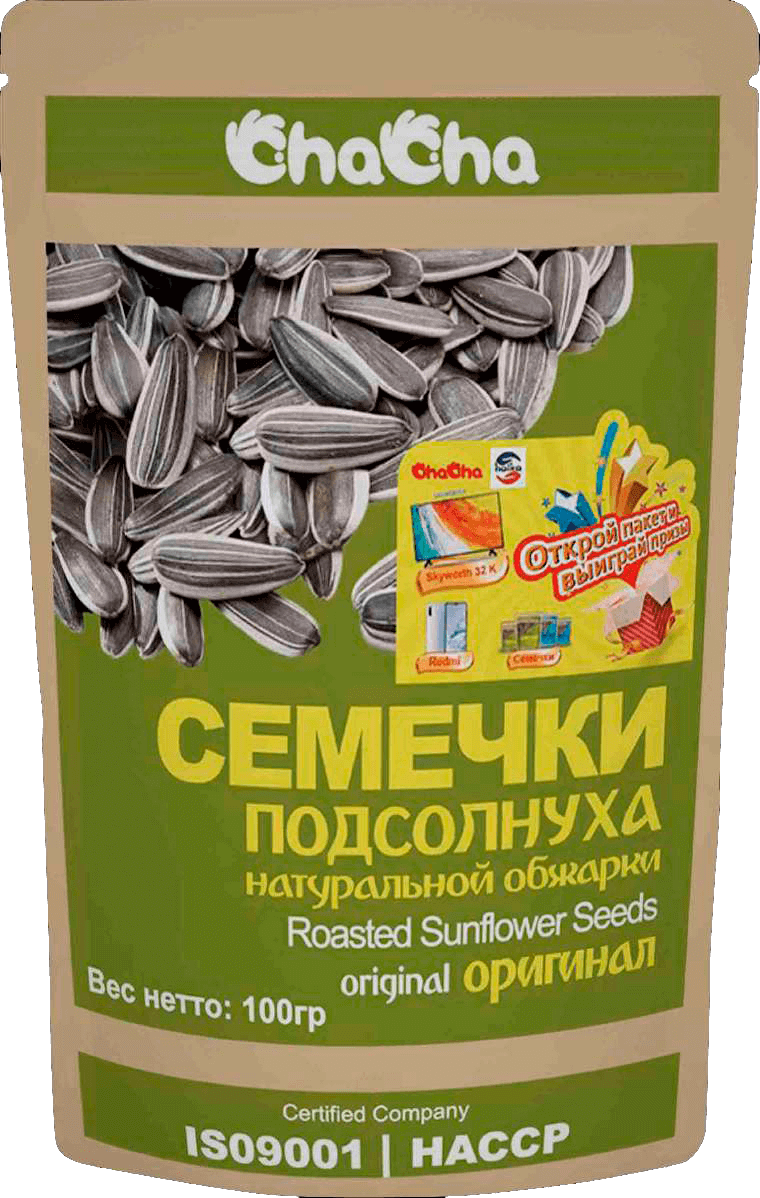 ChaCha
ChaCha
naika
Skyworth 32 K
Открой пакет и
выиграй призы
Redmi
Семечки
СЕМЕЧКИ
ПОДСОЛНУХА
натуральной обжарки
Roasted Sunflower Seeds
original оригинал
Вес нетто: 100гр
Certified Company
ISO9001 | HACCP